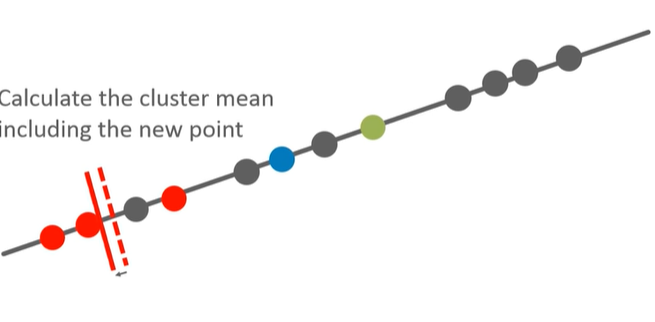 Calculate the cluster mean
including the new point